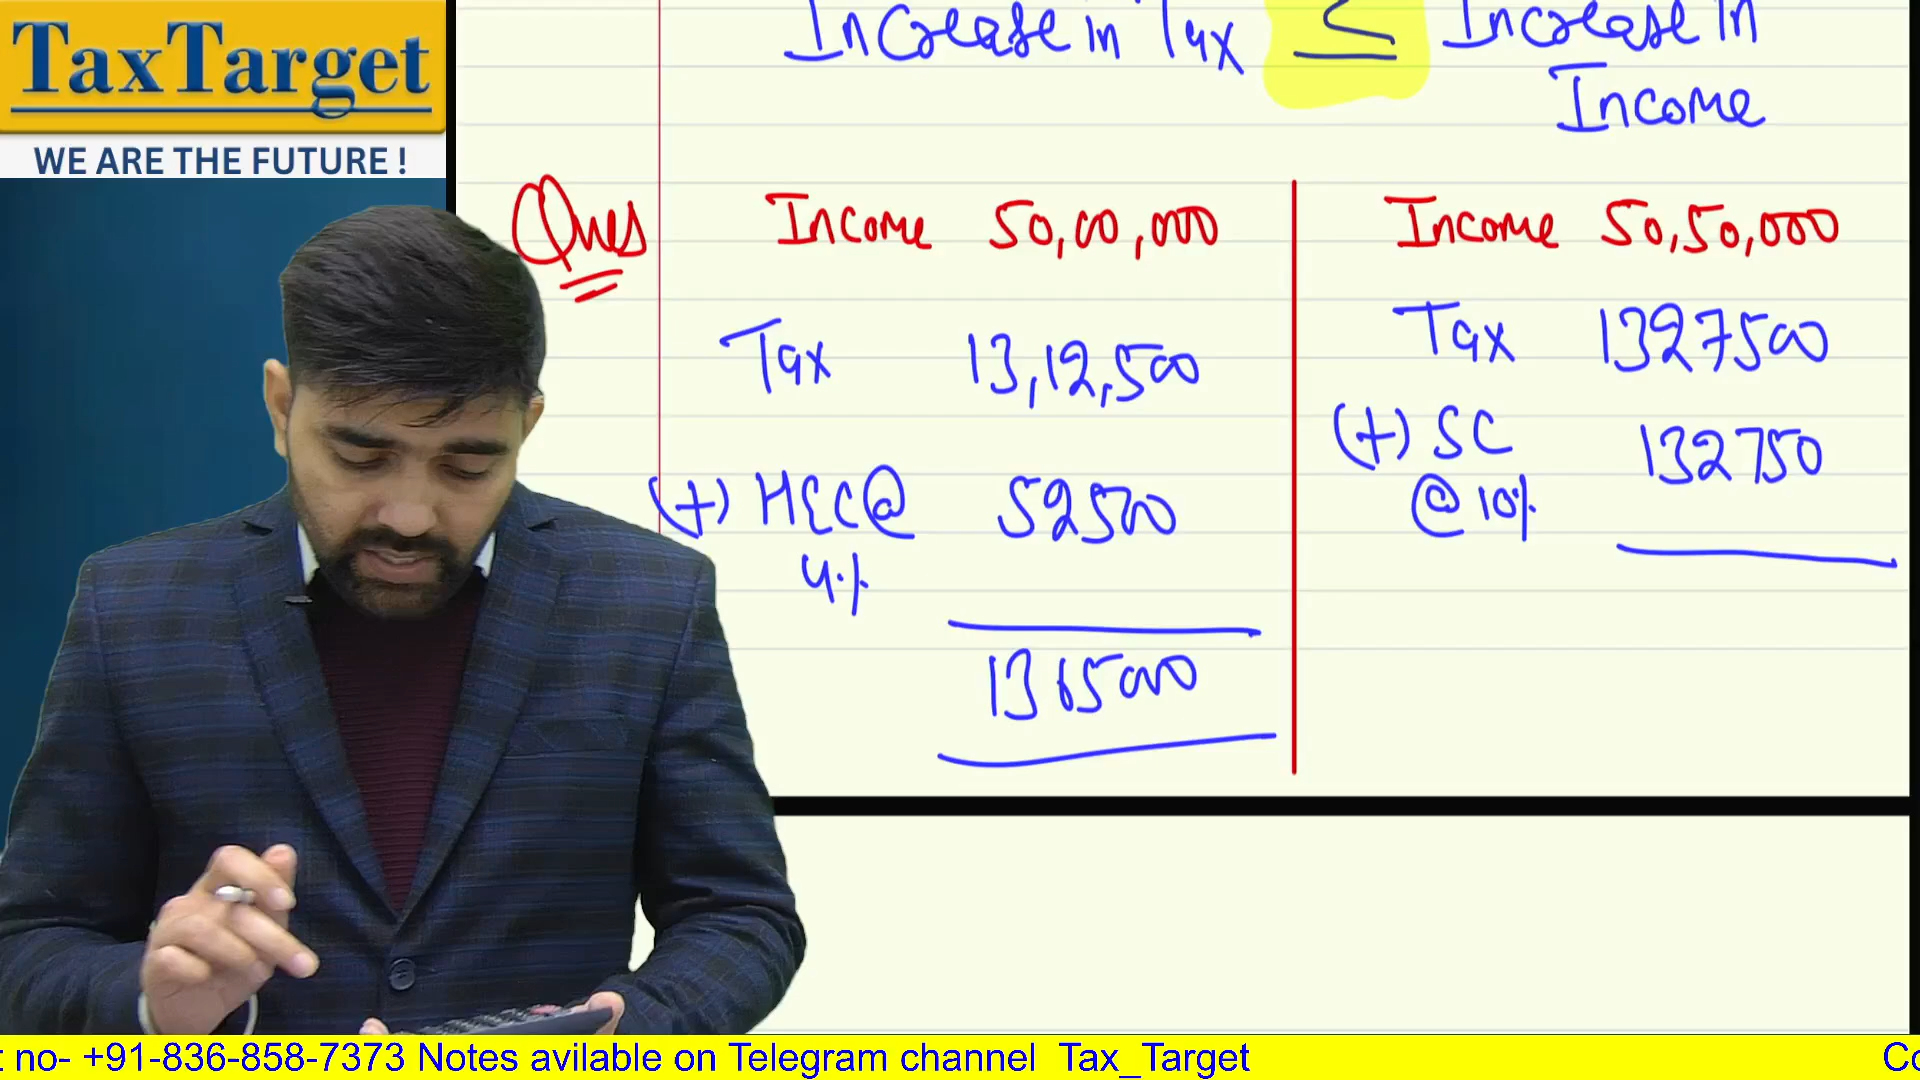 TaxTarget
WE ARE THE FUTURE !
Increase in Tax ≤ Increase in
Income
Ques
Income 50,00,000
Tax 13,12,500
(+) HEC@ 52500
4%
1365000
Income 50,50,000
Tax 1327500
(+) SC 132750
@ 10%
t no- +91-836-858-7373 Notes avilable on Telegram channel Tax_Target
Co